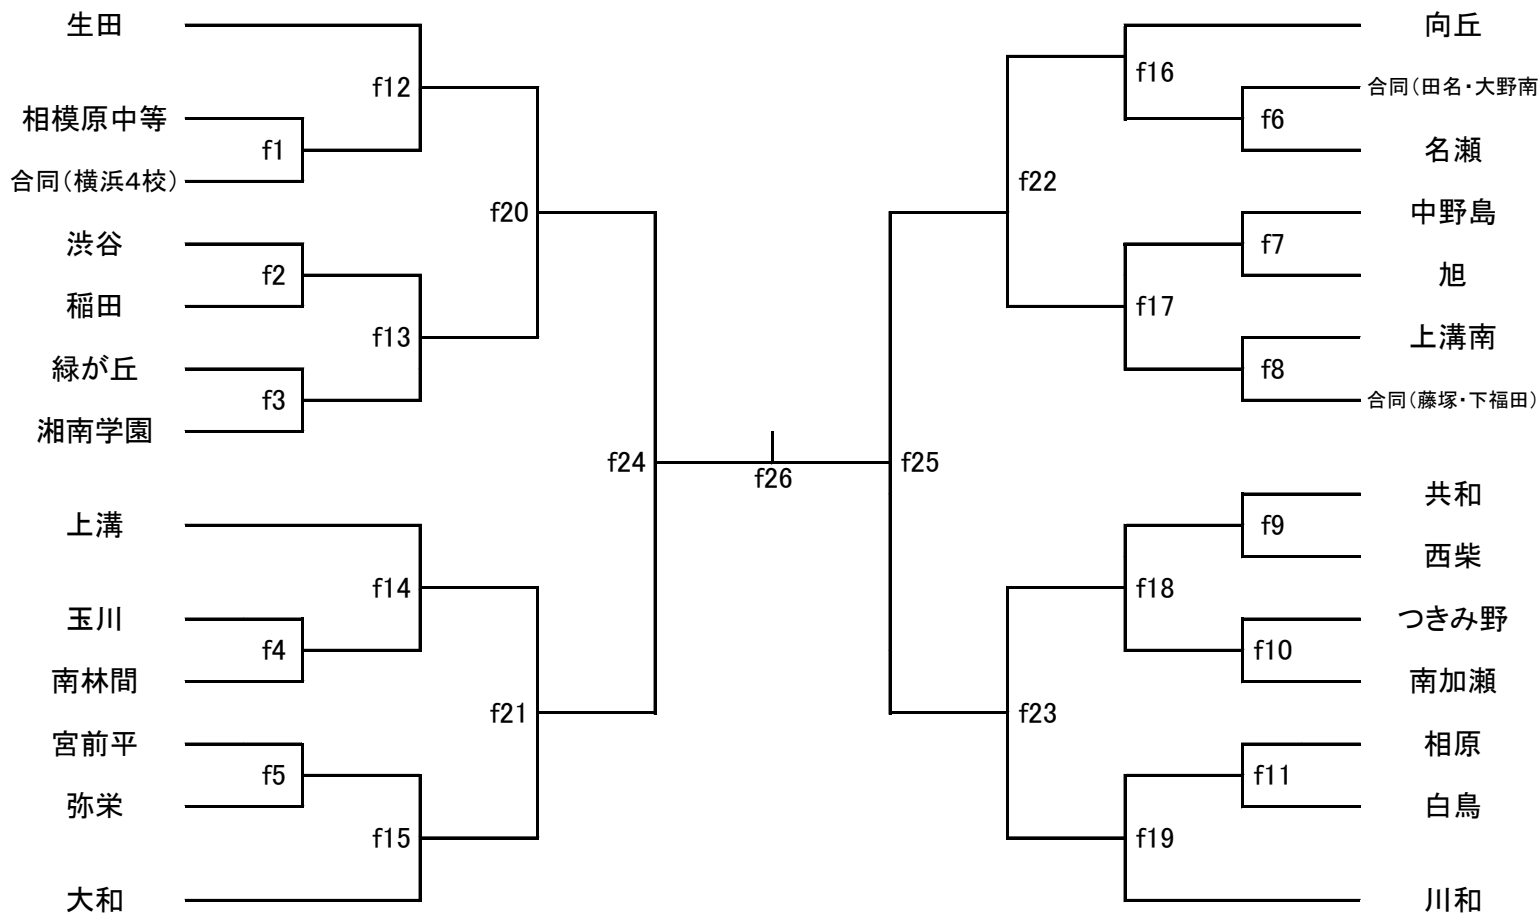 生田
f12
相模原中等
f1
合同（横浜4校）
f20
渋谷
f2
稲田
f13
緑が丘
f3
湘南学園
f24
上溝
f14
玉川
f4
南林間
f21
宮前平
f5
弥栄
f15
大和
f26
向丘
f16
合同（田名・大野南
f6
名瀬
f22
中野島
f7
旭
f17
上溝南
f8
合同（藤塚・下福田）
f25
共和
f9
西柴
f18
つきみ野
f10
南加瀬
f23
相原
f11
白鳥
f19
川和